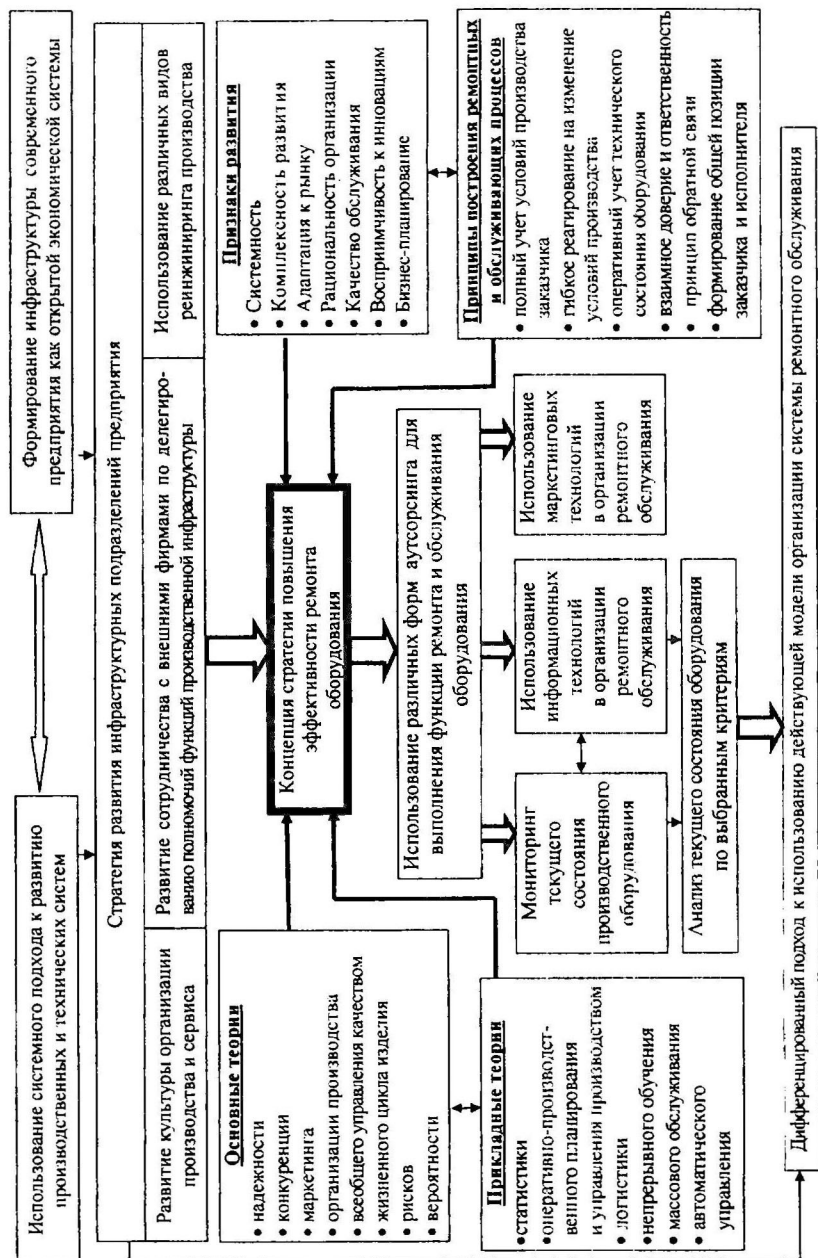 Использование системного подхода к развитию
производственных и технических систем
Формирование инфраструктуры современного
предприятия как открытой экономической системы
Стратегия развития инфраструктурных подразделений предприятия
Развитие культуры организации
производства и сервиса
Развитие сотрудничества с внешними фирмами по делегиро-
ванию полномочий функций производственной инфраструктуры
Использование различных видов
реинжиниринга производства
Основные теории
• надежности
• конкуренции
• маркетинга
• организации производства
• всеобщего управления качеством
• жизненного цикла изделия
• рисков
• вероятности
Концепция стратегии повышения
эффективности ремонта
оборудования
Признаки развития
• Системность
• Комплексность развития
• Адаптация к рынку
• Рациональность организации
• Качество обслуживания
• Восприимчивость к инновациям
• Бизнес-планирование
Использование различных форм аутсорсинга для
выполнения функции ремонта и обслуживания
оборудования
Прикладные теории
• статистики
• оперативно-производст-
венного планирования
и управления производством
• логистики
• непрерывного обучения
• массового обслуживания
• автоматического
управления
Мониторинг
текущего
состояния
производственного
оборудования
Использование
информационных
технологий
в организации
ремонтного
обслуживания
Использование
маркетинговых
технологий
в организации
ремонтного
обслуживания
Принципы построения ремонтных
и обслуживающих процессов
• полный учет условий производства
заказчика
• гибкое реагирование на изменение
условий производства
• оперативный учет технического
состояния оборудования
• взаимное доверие и ответственность
• принцип обратной связи
• формирование общей позиции
заказчика и исполнителя
Анализ текущего состояния оборудования
по выбранным критериям
Дифференцированный подход к использованию действующей модели организации системы ремонтного обслуживания